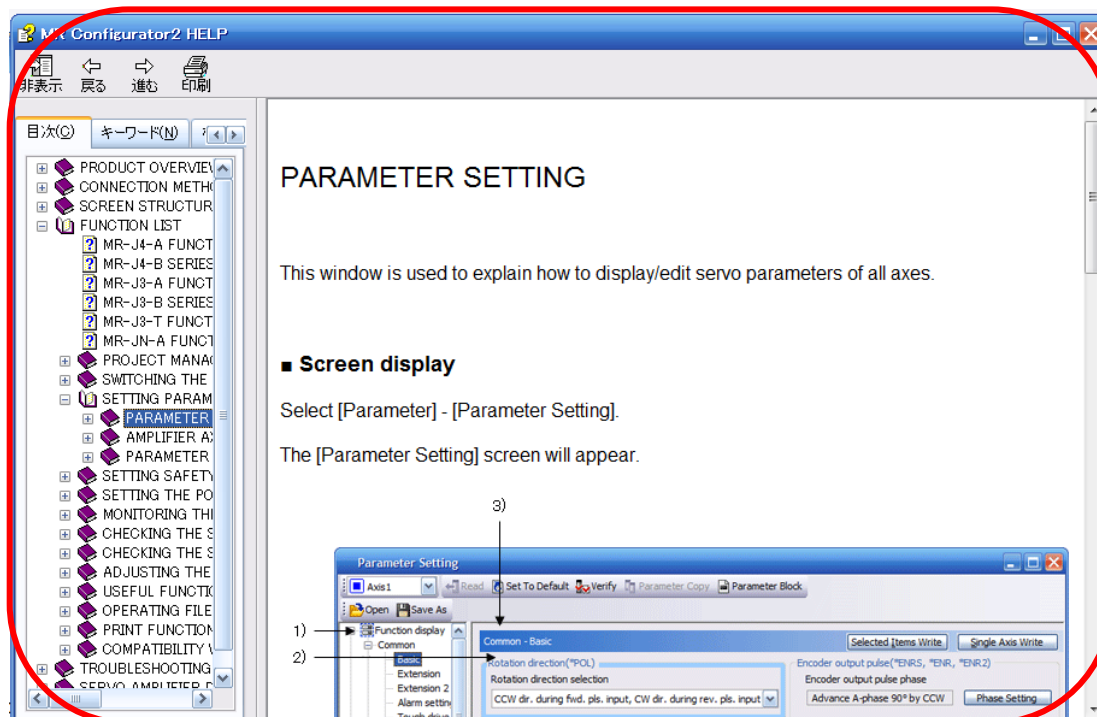 MR Configurator2 HELP
非表示 戻る 進む 印刷
目次(C) キーワード(N)
PRODUCT OVERVIE
CONNECTION METH
SCREEN STRUCTUR
FUNCTION LIST
MR-J4-A FUNCT
MR-J4-B SERIES
MR-J3-A FUNCT
MR-J3-B SERIES
MR-J3-T FUNCT
MR-JN-A FUNCT
PROJECT MANA
SWITCHING THE
SETTING PARAM
PARAMETER
AMPLIFIER A
PARAMETER
SETTING SAFETY
SETTING THE PO
MONITORING THI
CHECKING THE S
CHECKING THE S
ADJUSTING THE
USEFUL FUNCTI
OPERATING FILE
PRINT FUNCTION
COMPATIBILITY
TROUBLESHOOTING
SERVO AMPLIFIER
PARAMETER SETTING
This window is used to explain how to display/edit servo parameters of all axes.
■ Screen display
Select [Parameter] - [Parameter Setting].
The [Parameter Setting] screen will appear.
3)
Parameter Setting
Axis1 Read Set To Default Verify Parameter Copy Parameter Block
Open Save As
1)
2)
Function display
Common
Basic
Extension
Extension 2
Alarm settin
Touch drive
Common - Basic Selected Items Write Single Axis Write
Rotation direction(*POL)
Rotation direction selection
CCW dir. during fwd. pls. input, CW dir. during rev. pls. input
Encoder output pulse(*ENRS, *ENR, *ENR2)
Encoder output pulse phase
Advance A-phase 90° by CCW Phase Setting